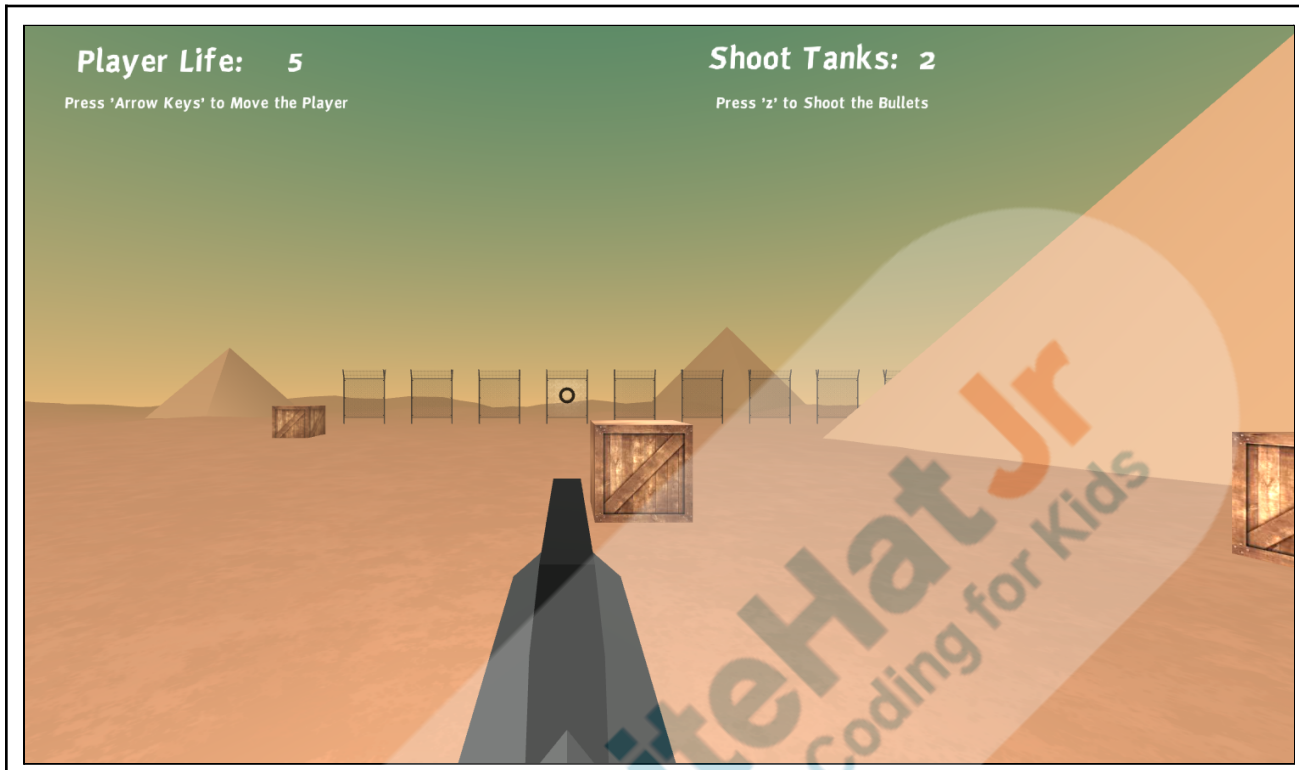 Player Life: 5
Shoot Tanks: 2
Press 'Arrow Keys' to Move the Player
Press 'z' to Shoot the Bullets
iteHat Jr
Coding for Kids